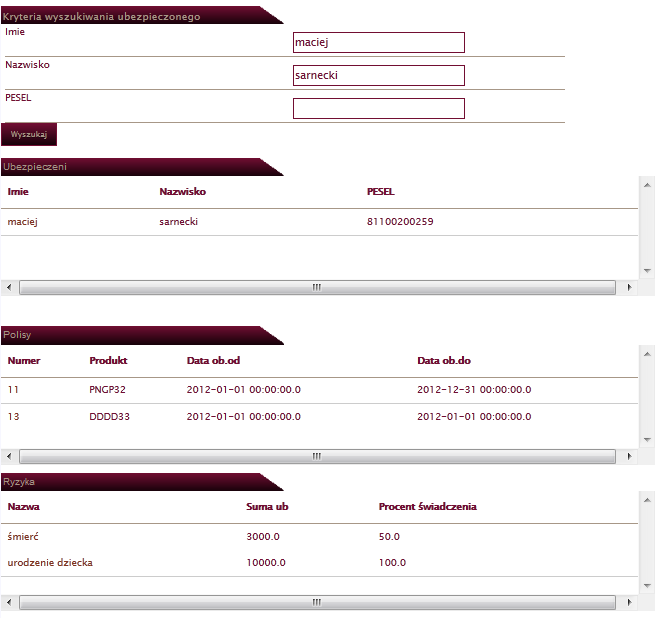 Kryteria wyszukiwania ubezpieczonego
Imie maciej
Nazwisko sarnecki
PESEL
Wyszukaj
Ubezpieczeni
Imie Nazwisko PESEL
maciej sarnecki 81100200259
Polisy
Numer Produkt Data ob.od Data ob.do
11 PNGP32 2012-01-01 00:00:00.0 2012-12-31 00:00:00.0
13 DDDD33 2012-01-01 00:00:00.0 2012-01-01 00:00:00.0
Ryzyka
Nazwa Suma ub Procent świadczenia
śmierć 3000.0 50.0
urodzenie dziecka 10000.0 100.0